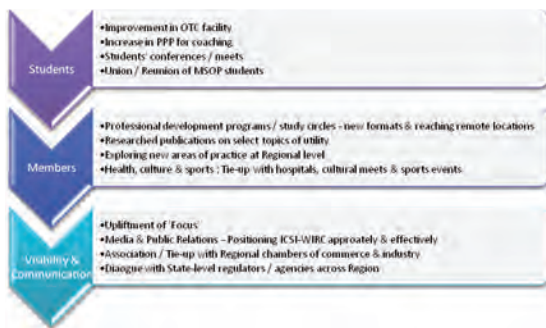 Students
•Improvement in OTC facility
•Increase in PPP for coaching
•Students' conferences / meets
•Union / Reunion of MSOP students
Members
•Professional development programs / study circles - new formats & reaching remote locations
•Researched publications on select topics of utility
•Exploring new areas of practice at Regional level
•Health, culture & sports : Tie-up with hospitals, cultural meets & sports events
Visibility &
Communication
•Upliftment of 'Focus'
•Media & Public Relations – Positioning ICSI-WIRC approately & effectively
•Association / Tie-up with Regional chambers of commerce & industry
•Diaogue with State-level regulators / agencies across Region